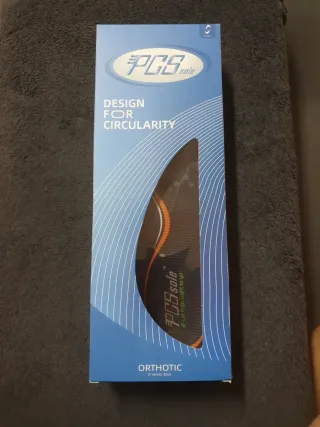 PCS sole
DESIGN
FOR
CIRCULARITY
PCS sole
ORTHOTIC